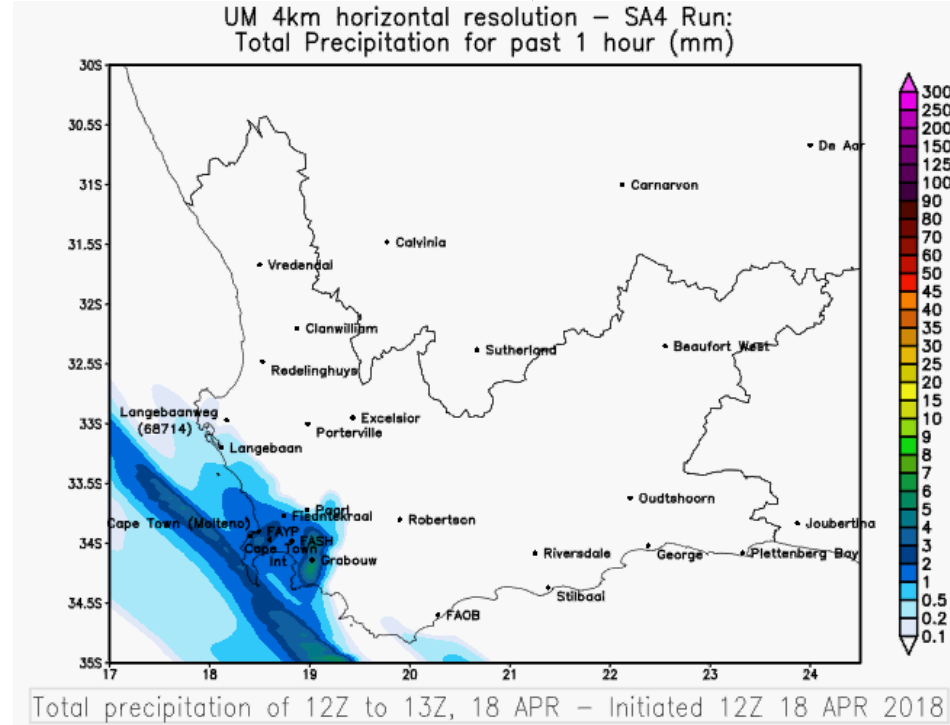 UM 4km horizontal resolution – SA4 Run:
Total Precipitation for past 1 hour (mm)
30S
30.5S
31S
31.5S
32S
32.5S
33S
33.5S
34S
34.5S
35S
17
18
19
20
21
22
23
24
De Aar
Carnarvon
Calvinia
Vredendal
Clanwilliam
Sutherland
Beaufort West
Redelinghuys
Langebaanweg
(68714)
Excelsior
Porterville
Langebaan
Oudtshoorn
Paarl
Fisantekraal
Robertson
Joubertina
Cape Town (Molteno)
FAYP
FASH
Cape Town
Int
Grabouw
Riversdale
George
Plettenberg Bay
Stilbaai
FAOB
300
250
200
150
125
100
90
80
70
60
50
45
40
35
30
25
20
15
10
9
8
7
6
5
4
3
2
1
0.5
0.2
0.1
Total precipitation of 12Z to 13Z, 18 APR – Initiated 12Z 18 APR 2018